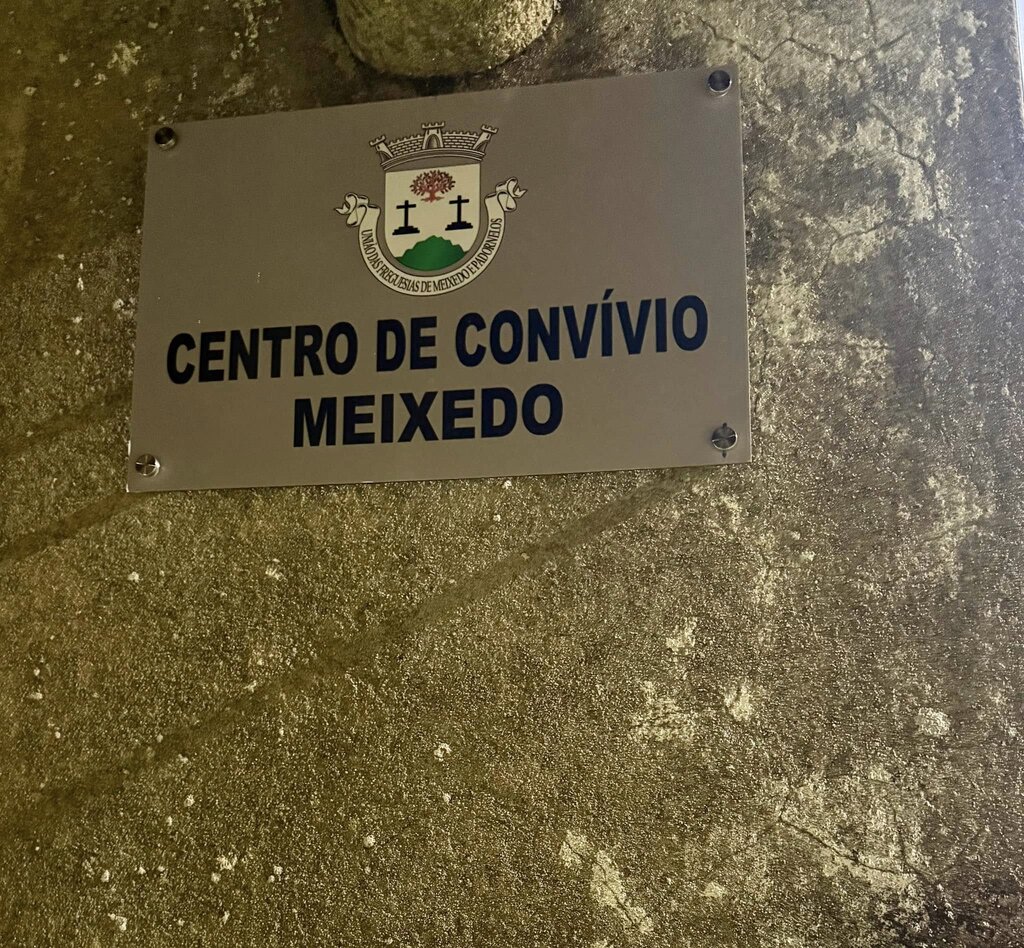 UNIÃO DAS FREGUESIAS DE MEIXEDO E PADORNELOS
CENTRO DE CONVÍVIO
MEIXEDO